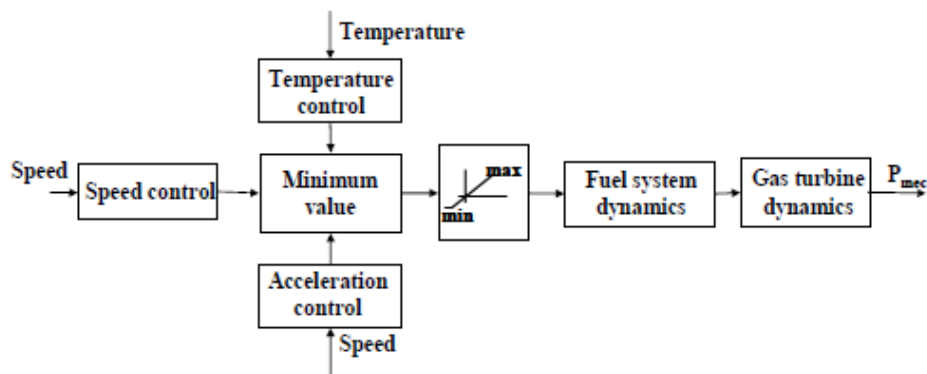 Temperature
Temperature
control
Speed
Speed control
Minimum
value
max
min
Fuel system
dynamics
Gas turbine
dynamics
Pmec
Acceleration
control
Speed